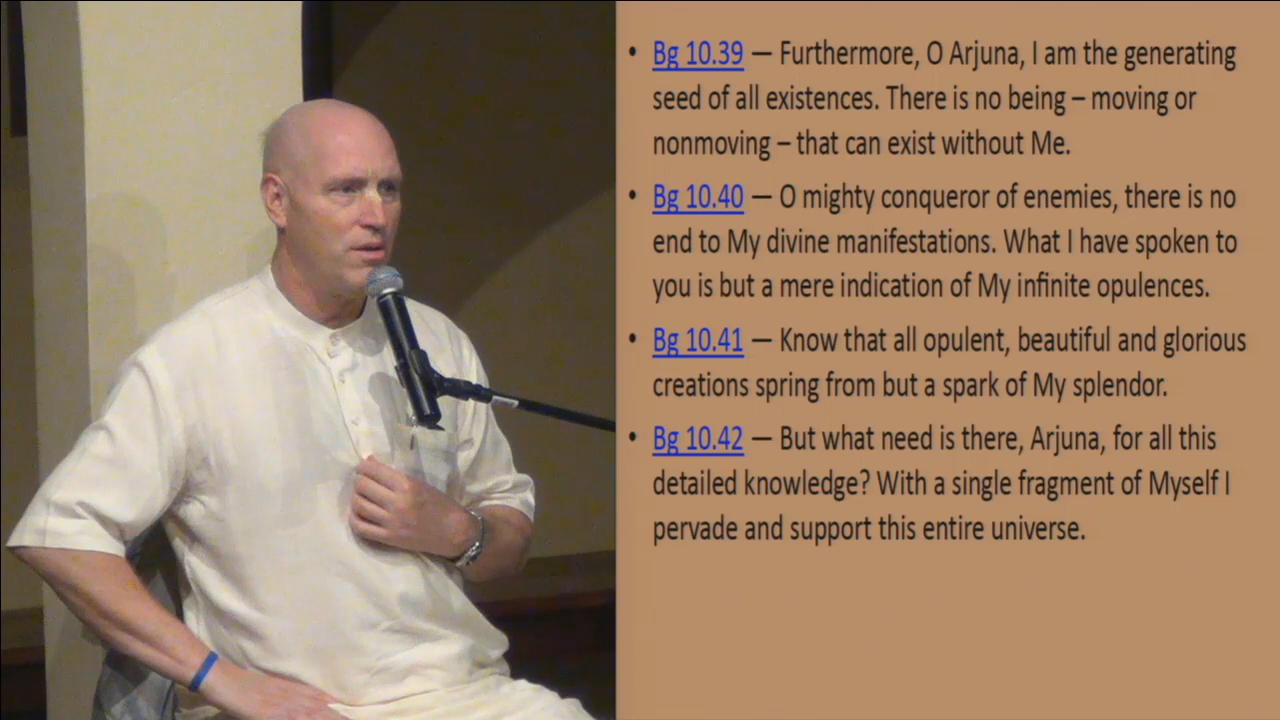 • Bg 10.39 — Furthermore, O Arjuna, I am the generating
seed of all existences. There is no being – moving or
nonmoving – that can exist without Me.
• Bg 10.40 — O mighty conqueror of enemies, there is no
end to My divine manifestations. What I have spoken to
you is but a mere indication of My infinite opulences.
• Bg 10.41 — Know that all opulent, beautiful and glorious
creations spring from but a spark of My splendor.
• Bg 10.42 — But what need is there, Arjuna, for all this
detailed knowledge? With a single fragment of Myself I
pervade and support this entire universe.